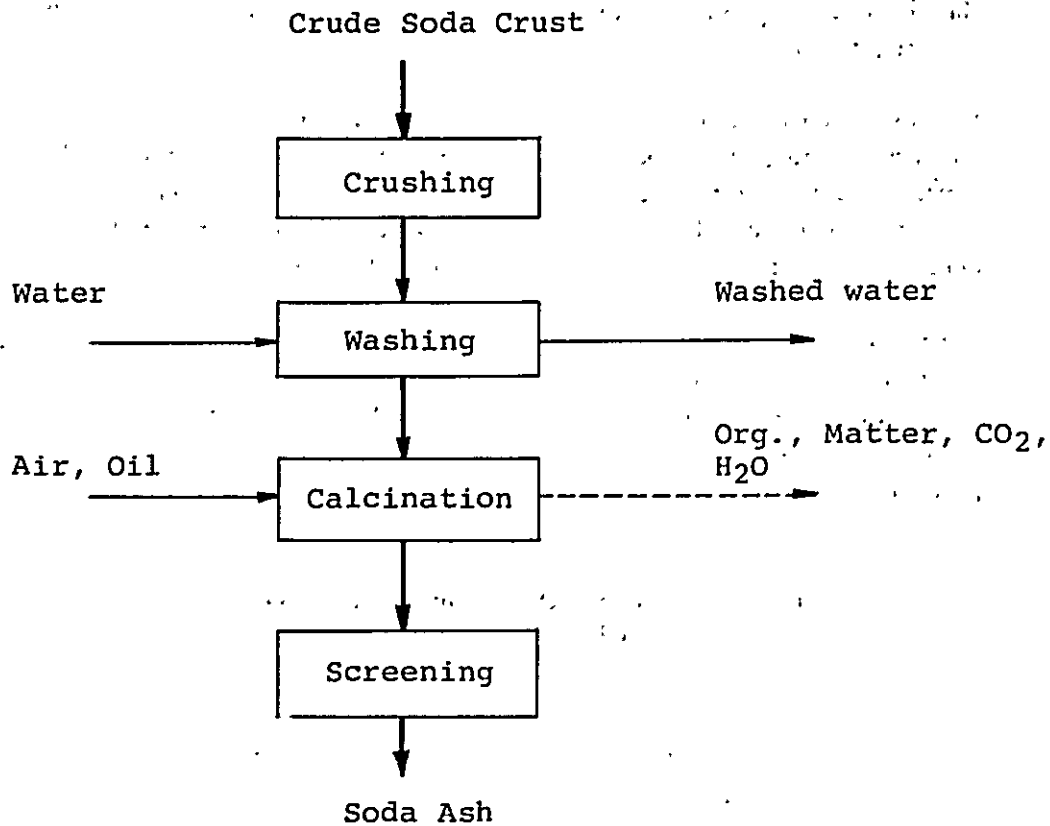 Crude Soda Crust
Crushing
Water
Washed water
Washing
Org., Matter, CO2,
H2O
Air, Oil
Calcination
Screening
Soda Ash